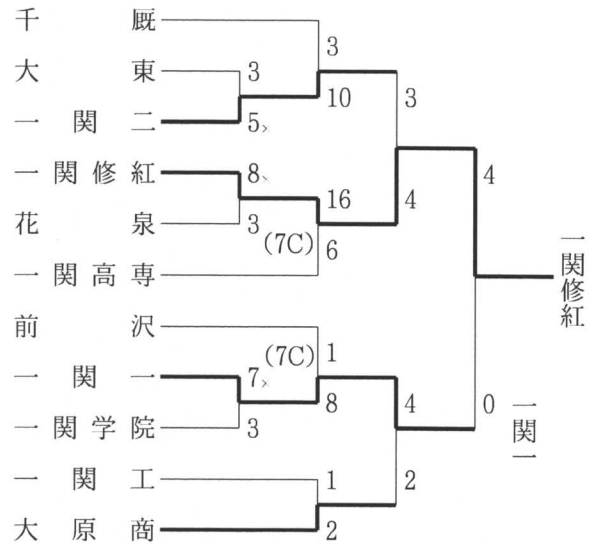 千厩
3
大東
3
10
3
一関二
5x
一関修紅
8x
16
4
4
花泉
3
(7C)
6
一関高専
一関修紅
前沢
(7C)
1
一関一
7x
8
4
0
一関一
一関学院
3
一関工
1
2
大原商
2